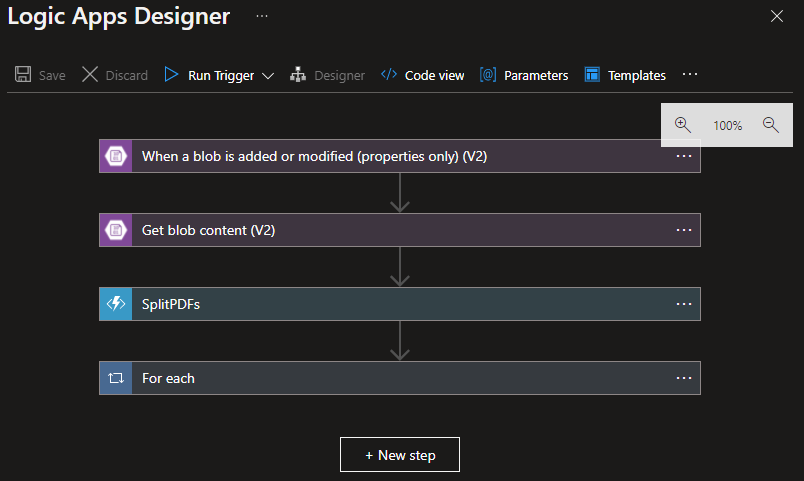 Logic Apps Designer ...
Save Discard Run Trigger Designer Code view Parameters Templates ...
100%
When a blob is added or modified (properties only) (V2) ...
Get blob content (V2) ...
SplitPDFs ...
For each ...
+ New step